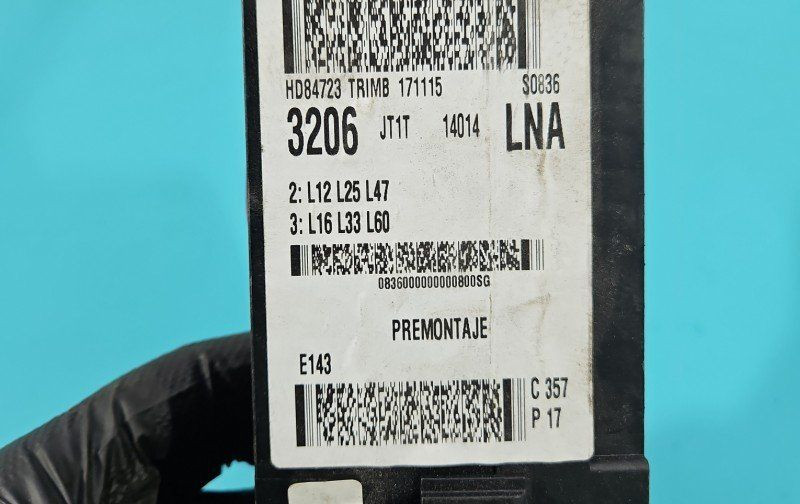 HD84723 TRIMB 171115 S0836
3206 JT1T 14014 LNA
2: L12 L25 L47
3: L16 L33 L60
0836000000000800SG
PREMONTAJE
E143
C 357
P 17